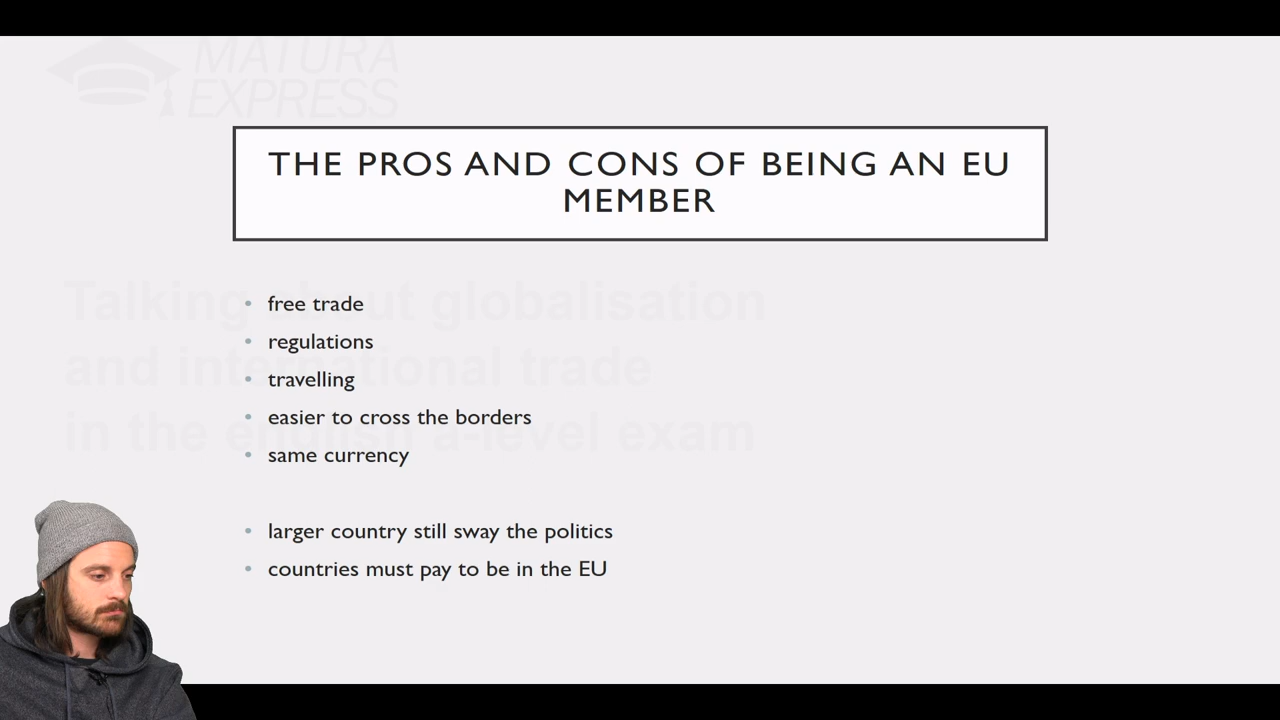 MATURA
EXPRESS
THE PROS AND CONS OF BEING AN EU
MEMBER
Talking about globalisation
and international trade
in the english a-level exam
• free trade
• regulations
• travelling
• easier to cross the borders
• same currency
• larger country still sway the politics
• countries must pay to be in the EU